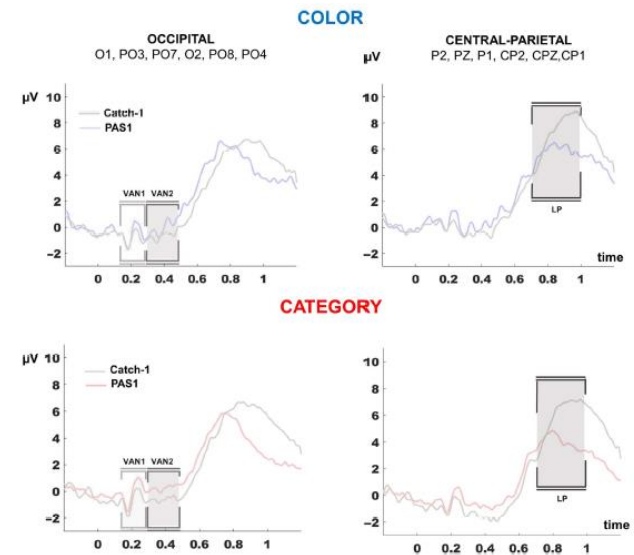 COLOR
OCCIPITAL
O1, PO3, PO7, O2, PO8, PO4
CENTRAL-PARIETAL
P2, PZ, P1, CP2, CPZ,CP1
µV
10
8
6
4
2
0
−2
Catch-1
PAS1
VAN1 VAN2
0 0.2 0.4 0.6 0.8 1
µV
10
8
6
4
2
0
−2
LP
time
0 0.2 0.4 0.6 0.8 1
CATEGORY
µV
10
8
6
4
2
0
−2
Catch-1
PAS1
VAN1 VAN2
0 0.2 0.4 0.6 0.8 1
10
8
6
4
2
0
−2
LP
time
0 0.2 0.4 0.6 0.8 1